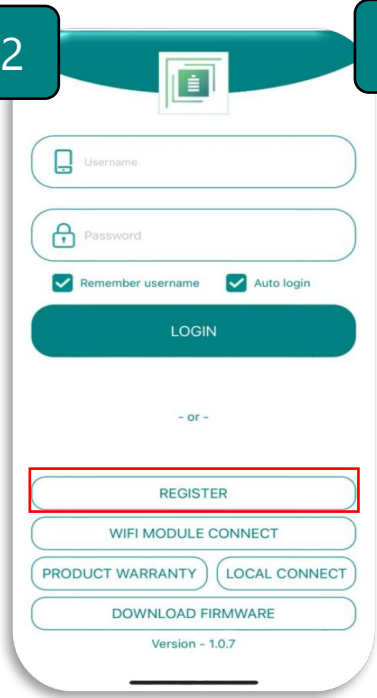 2
Username
Password
Remember username Auto login
LOGIN
- or -
REGISTER
WIFI MODULE CONNECT
PRODUCT WARRANTY LOCAL CONNECT
DOWNLOAD FIRMWARE
Version - 1.0.7